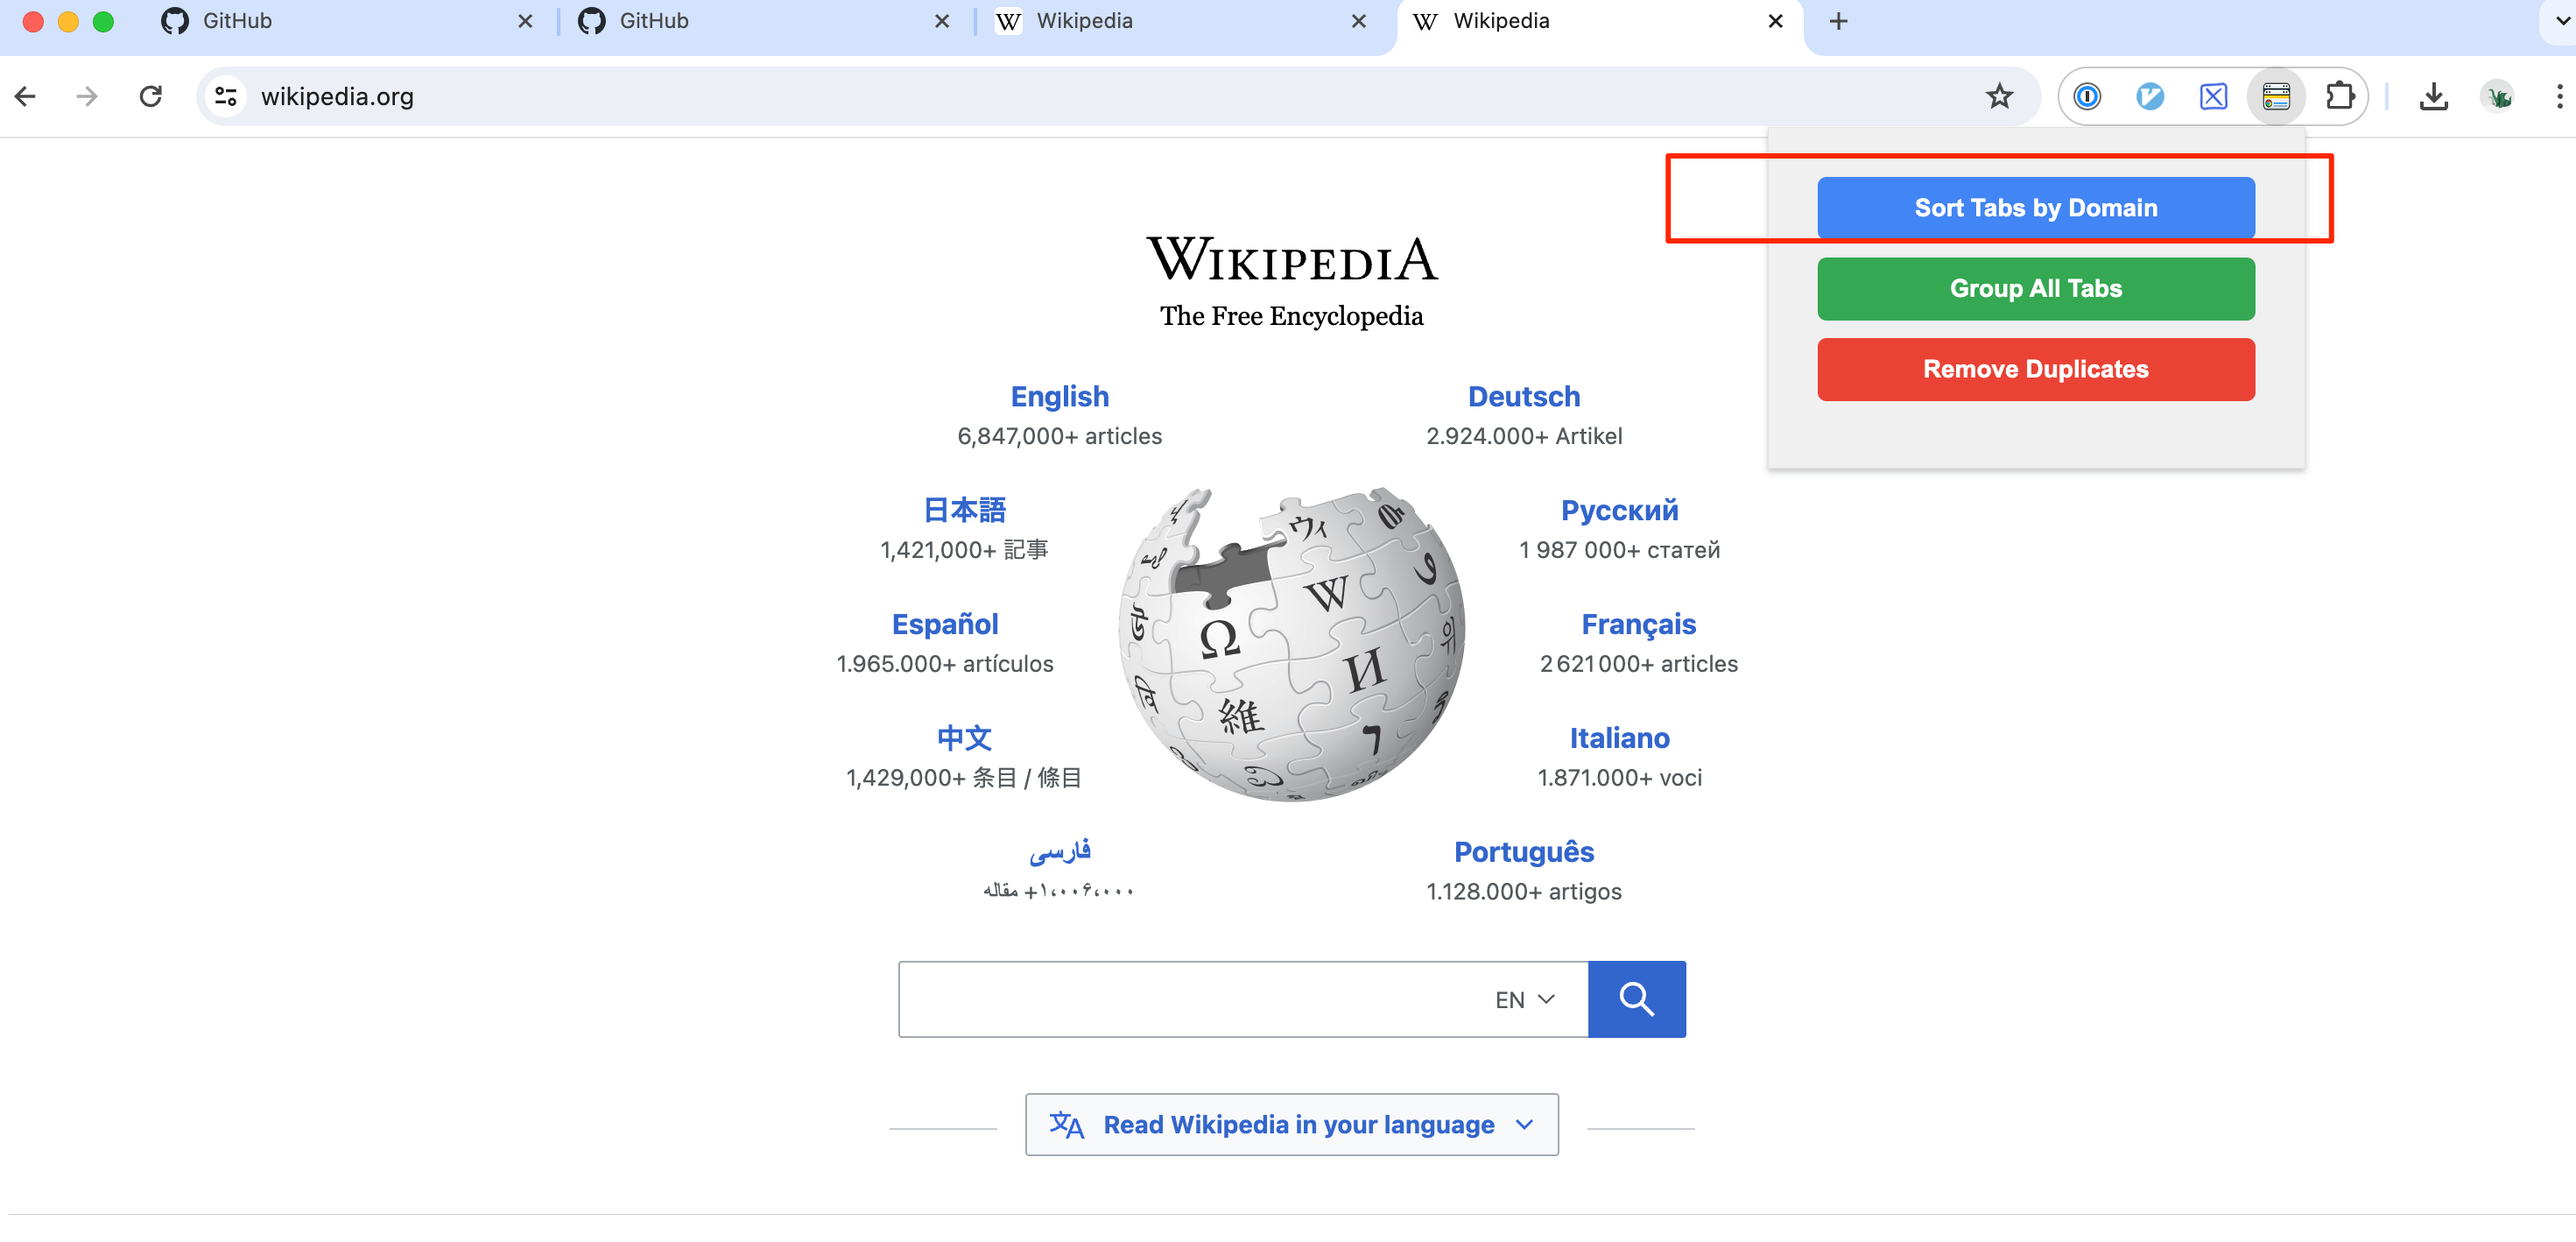 GitHub
GitHub
Wikipedia
Wikipedia
wikipedia.org
Sort Tabs by Domain
Group All Tabs
Remove Duplicates
WIKIPEDIA
The Free Encyclopedia
English
6,847,000+ articles
Deutsch
2.924.000+ Artikel
日本語
1,421,000+ 記事
Русский
1 987 000+ статей
Español
1.965.000+ artículos
Français
2 621 000+ articles
中文
1,429,000+ 条目 / 條目
Italiano
1.871.000+ voci
فارسی
۱٬۰۰۶٬۰۰۰+ مقاله
Português
1.128.000+ artigos
Ω
W
И
維
ウィ
EN
Read Wikipedia in your language